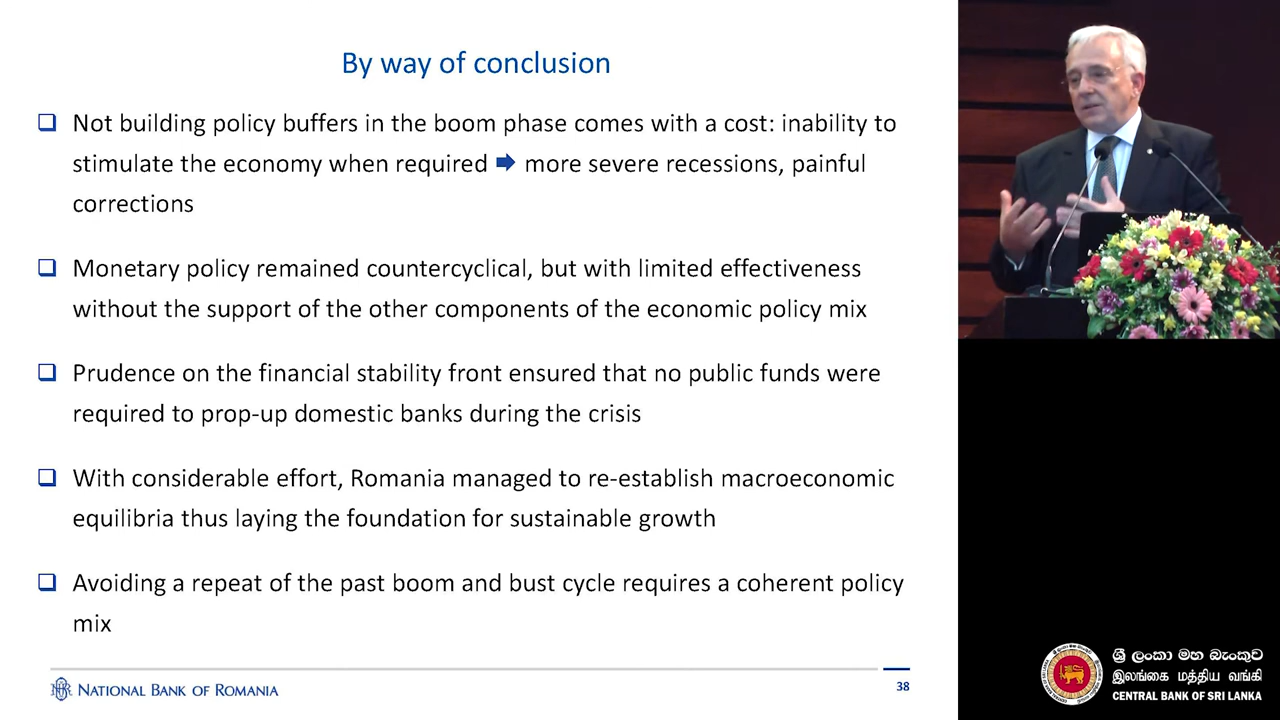 By way of conclusion
Not building policy buffers in the boom phase comes with a cost: inability to
stimulate the economy when required ➡ more severe recessions, painful
corrections
Monetary policy remained countercyclical, but with limited effectiveness
without the support of the other components of the economic policy mix
Prudence on the financial stability front ensured that no public funds were
required to prop-up domestic banks during the crisis
With considerable effort, Romania managed to re-establish macroeconomic
equilibria thus laying the foundation for sustainable growth
Avoiding a repeat of the past boom and bust cycle requires a coherent policy
mix
NATIONAL BANK OF ROMANIA
38
ශ්‍රී ලංකා මහ බැංකුව
இலங்கை மத்திய வங்கி
CENTRAL BANK OF SRI LANKA